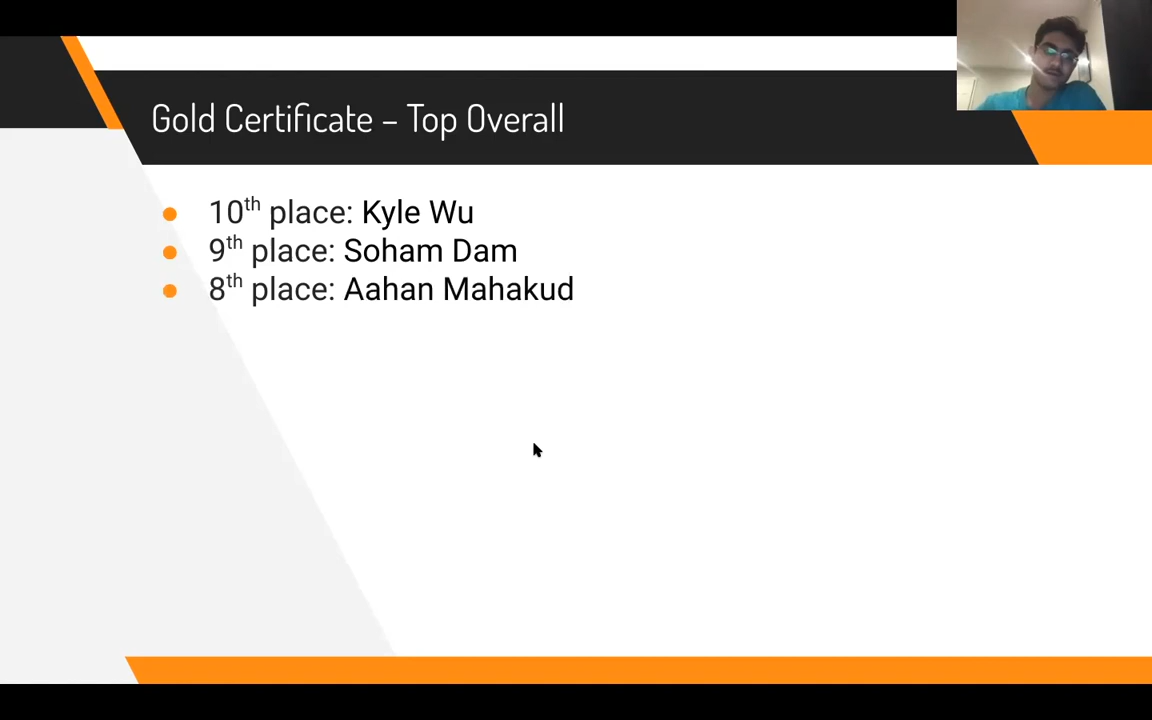 Gold Certificate – Top Overall
10th place: Kyle Wu
9th place: Soham Dam
8th place: Aahan Mahakud